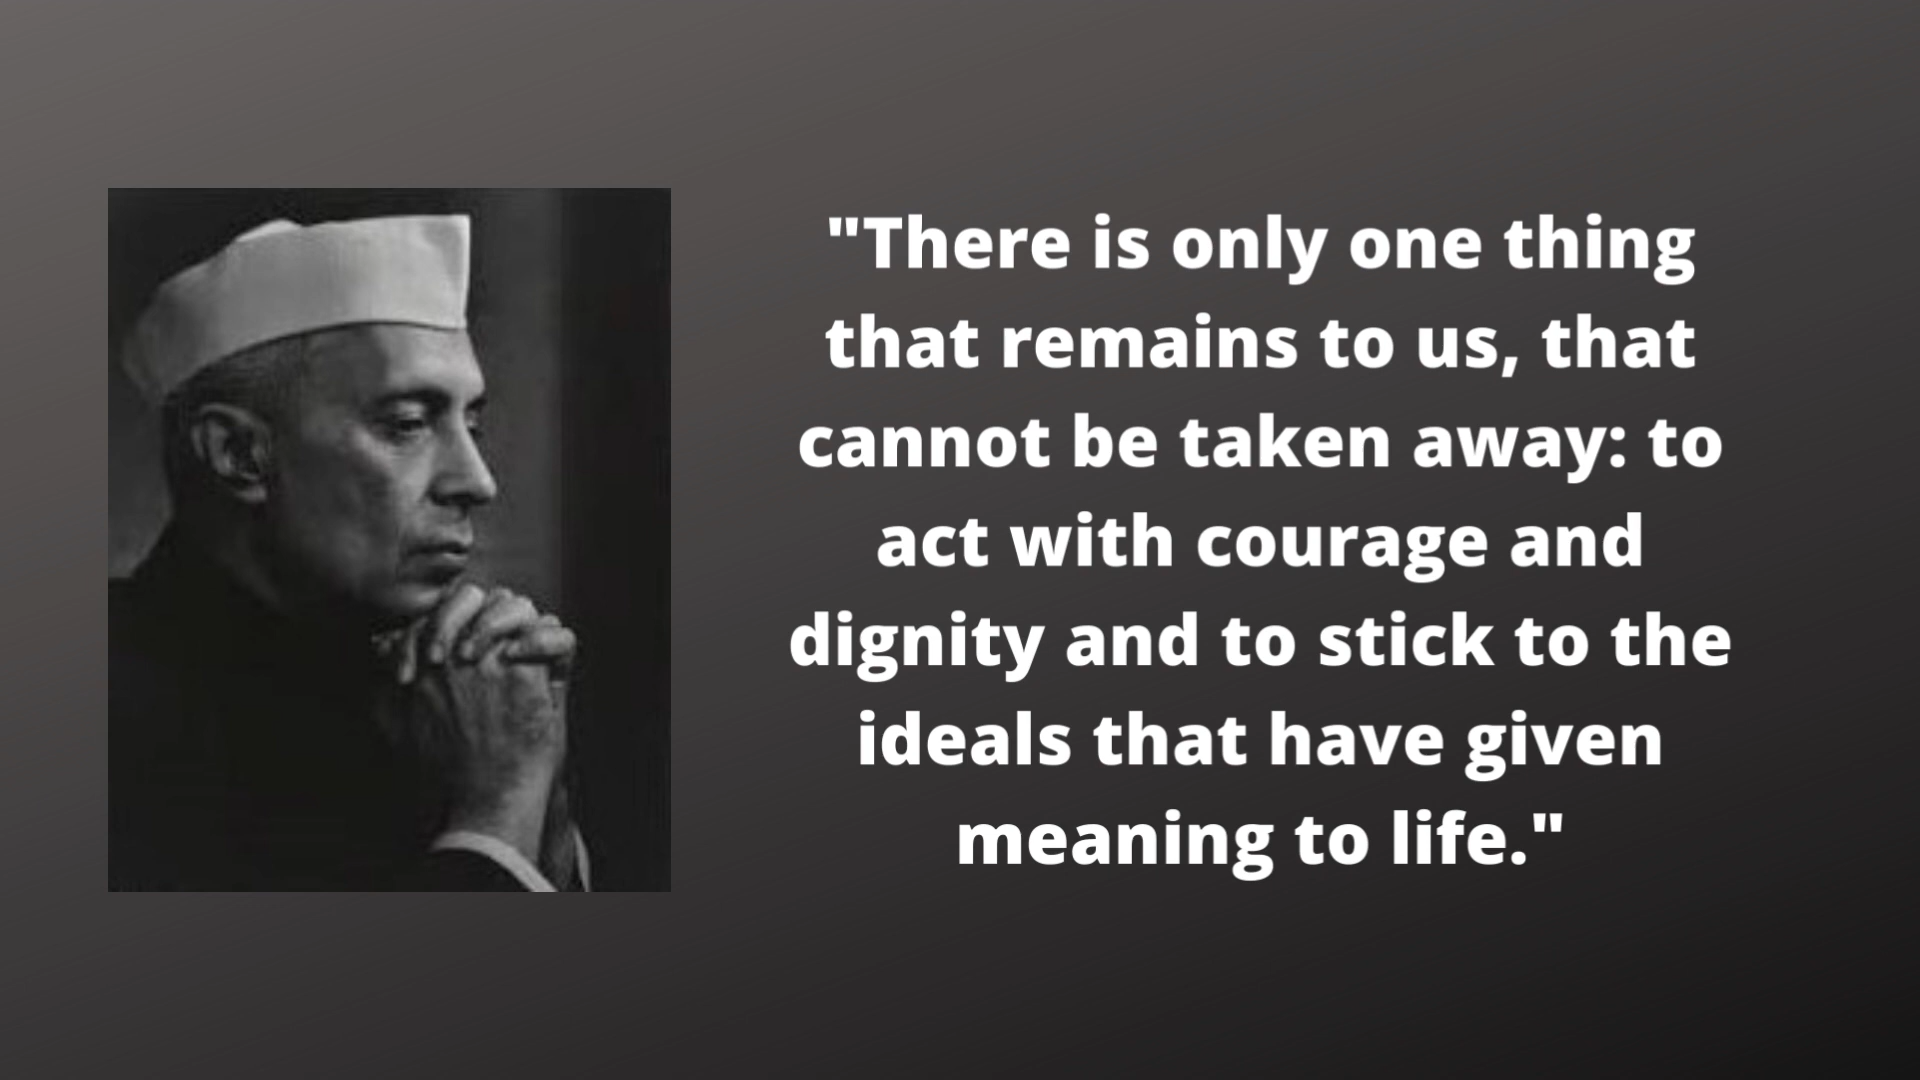 "There is only one thing
that remains to us, that
cannot be taken away: to
act with courage and
dignity and to stick to the
ideals that have given
meaning to life."